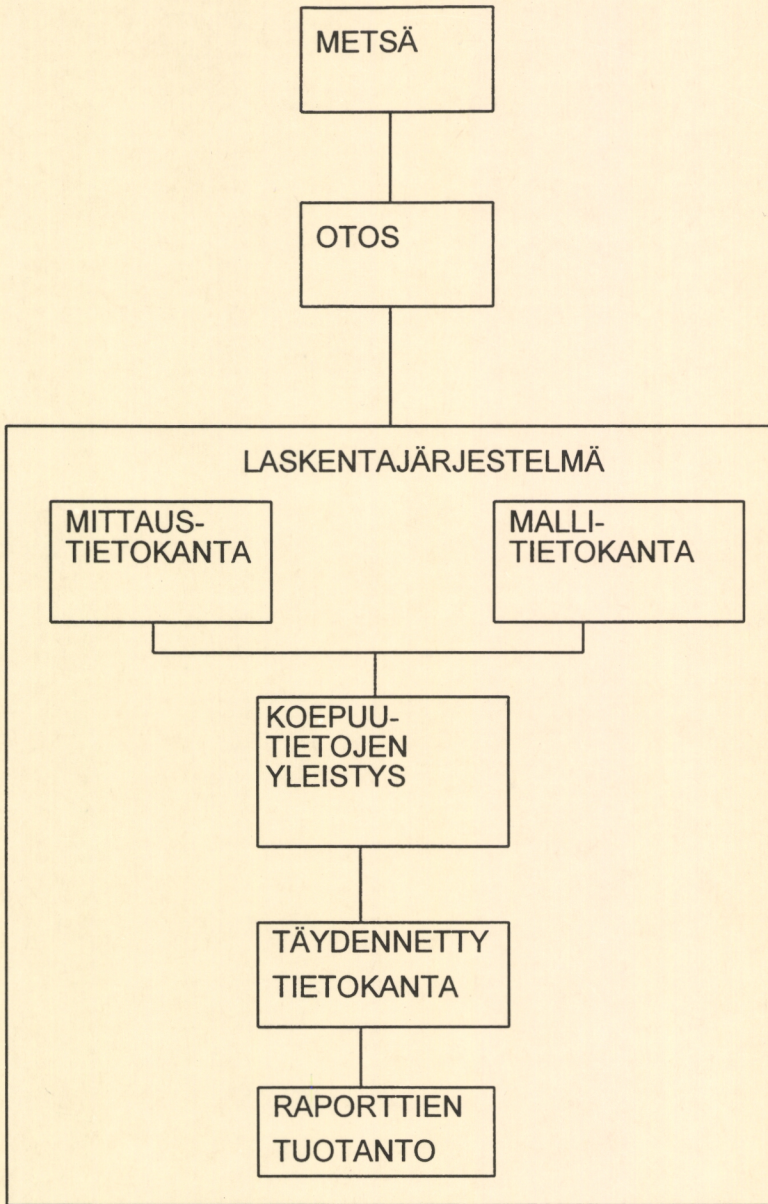 METSÄ
OTOS
LASKENTAJÄRJESTELMÄ
MITTAUS-
TIETOKANTA
MALLI-
TIETOKANTA
KOEPUU-
TIETOJEN
YLEISTYS
TÄYDENNETTY
TIETOKANTA
RAPORTTIEN
TUOTANTO